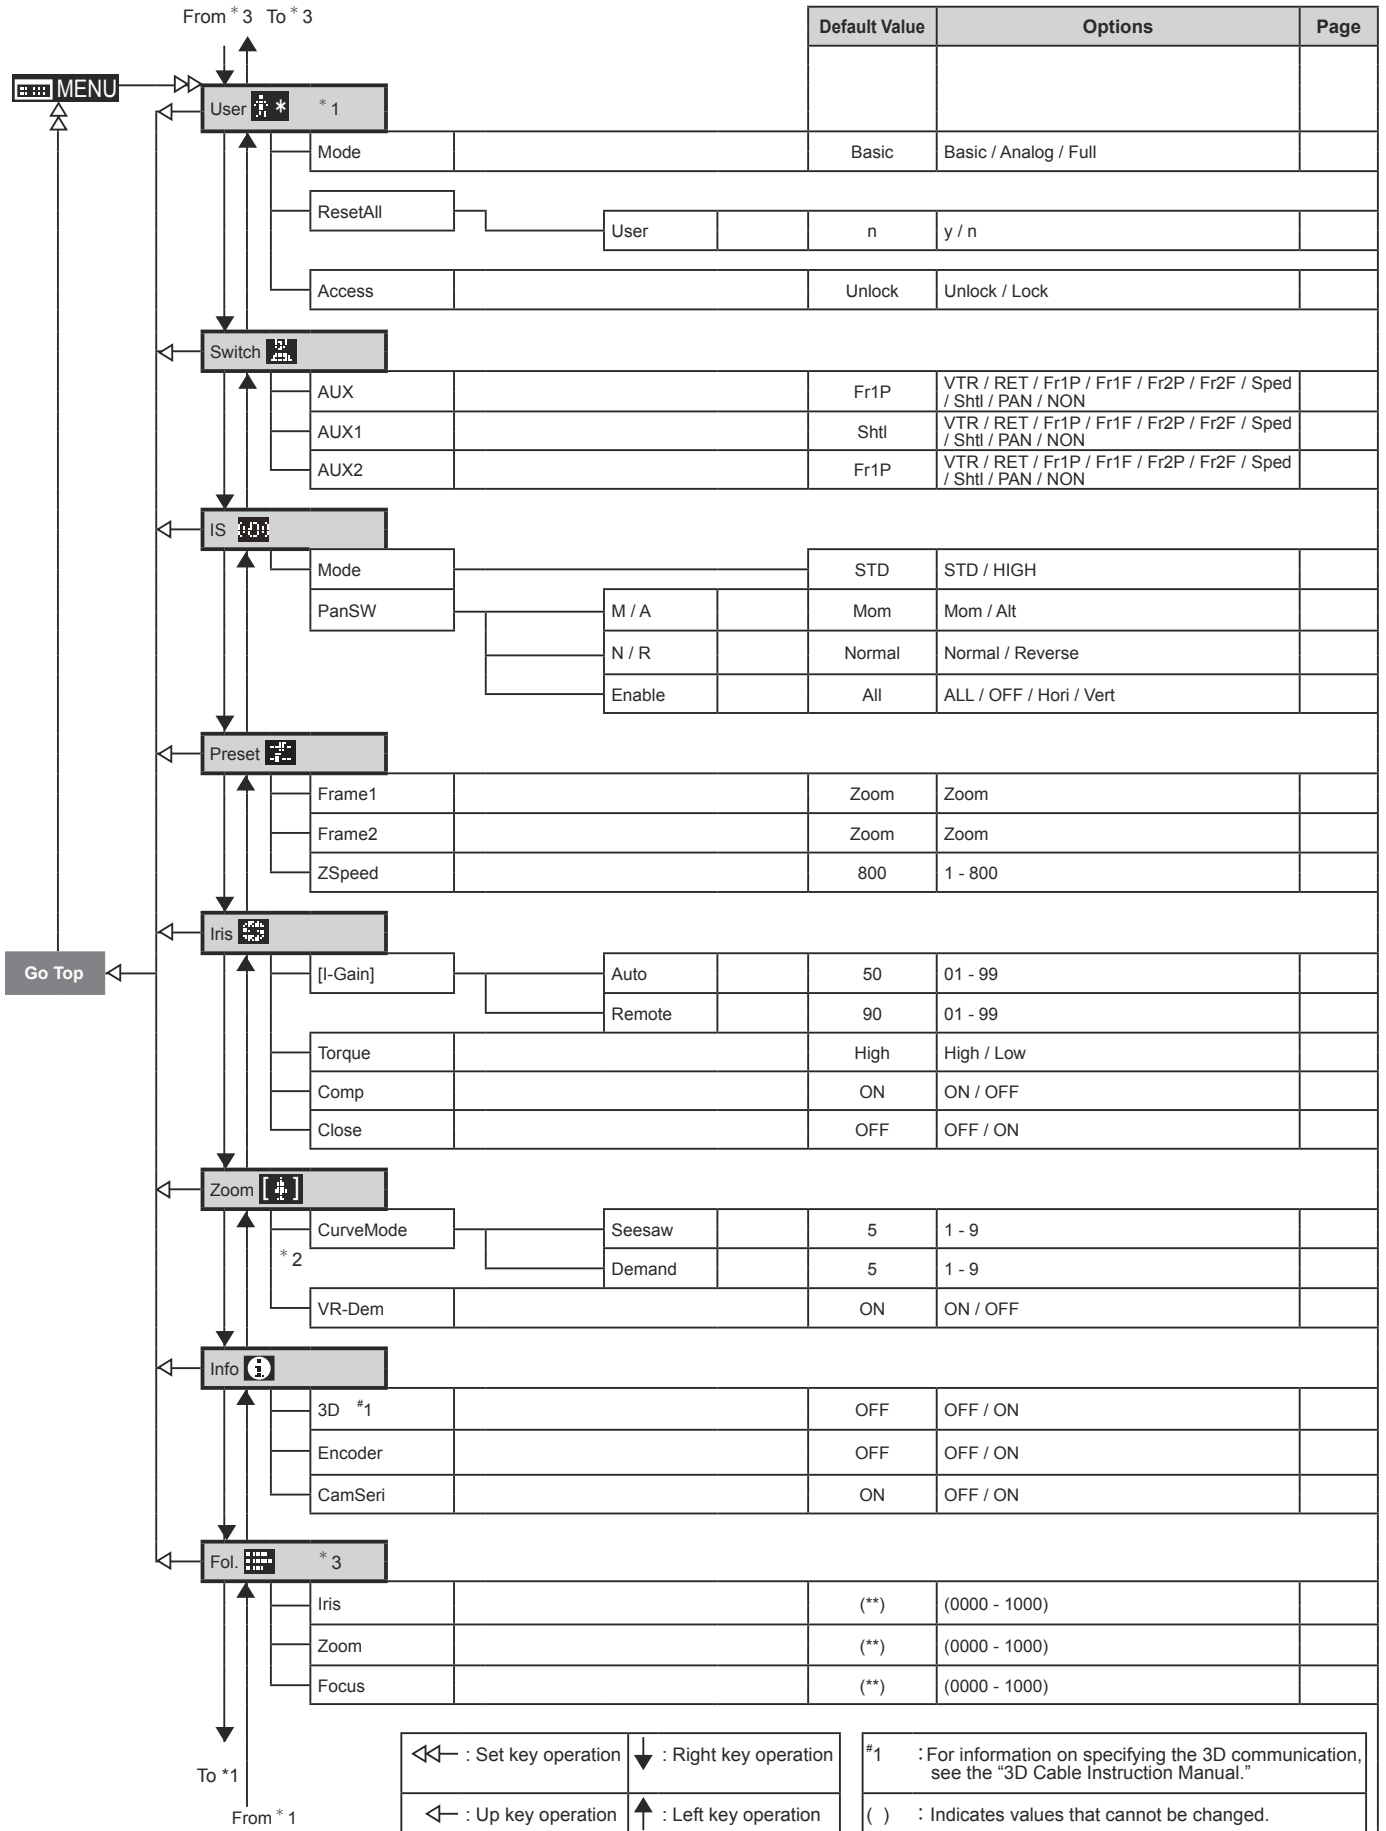 From *3 To *3
Default Value Options Page
MENU
User * *1
Mode Basic Basic / Analog / Full
ResetAll
User n y / n
Access Unlock Unlock / Lock
Switch
AUX Fr1P VTR / RET / Fr1P / Fr1F / Fr2P / Fr2F / Sped
/ Shtl / PAN / NON
AUX1 Shtl VTR / RET / Fr1P / Fr1F / Fr2P / Fr2F / Sped
/ Shtl / PAN / NON
AUX2 Fr1P VTR / RET / Fr1P / Fr1F / Fr2P / Fr2F / Sped
/ Shtl / PAN / NON
IS
Mode STD STD / HIGH
PanSW M / A Mom Mom / Alt
N / R Normal Normal / Reverse
Enable All ALL / OFF / Hori / Vert
Preset
Frame1 Zoom Zoom
Frame2 Zoom Zoom
ZSpeed 800 1 - 800
Iris
Go Top
[I-Gain] Auto 50 01 - 99
Remote 90 01 - 99
Torque High High / Low
Comp ON ON / OFF
Close OFF OFF / ON
Zoom
CurveMode Seesaw 5 1 - 9
*2
Demand 5 1 - 9
VR-Dem ON ON / OFF
Info
3D #1 OFF OFF / ON
Encoder OFF OFF / ON
CamSeri ON OFF / ON
Fol. *3
Iris (**) (0000 - 1000)
Zoom (**) (0000 - 1000)
Focus (**) (0000 - 1000)
To *1
From *1
: Set key operation : Right key operation
: Up key operation : Left key operation
#1 : For information on specifying the 3D communication,
see the “3D Cable Instruction Manual.”
( ) : Indicates values that cannot be changed.